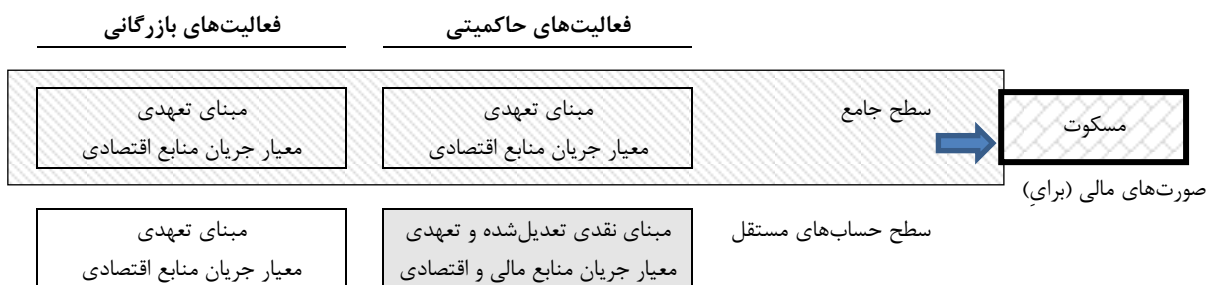 فعالیت‌های حاکمیتی
فعالیت‌های بازرگانی
مسکوت
صورت‌های مالی (برایِ)
سطح جامع
مبنای تعهدی
معیار جریان منابع اقتصادی
مبنای تعهدی
معیار جریان منابع اقتصادی
سطح حساب‌های مستقل
مبنای نقدی تعدیل‌شده و تعهدی
معیار جریان منابع مالی و اقتصادی
مبنای تعهدی
معیار جریان منابع اقتصادی